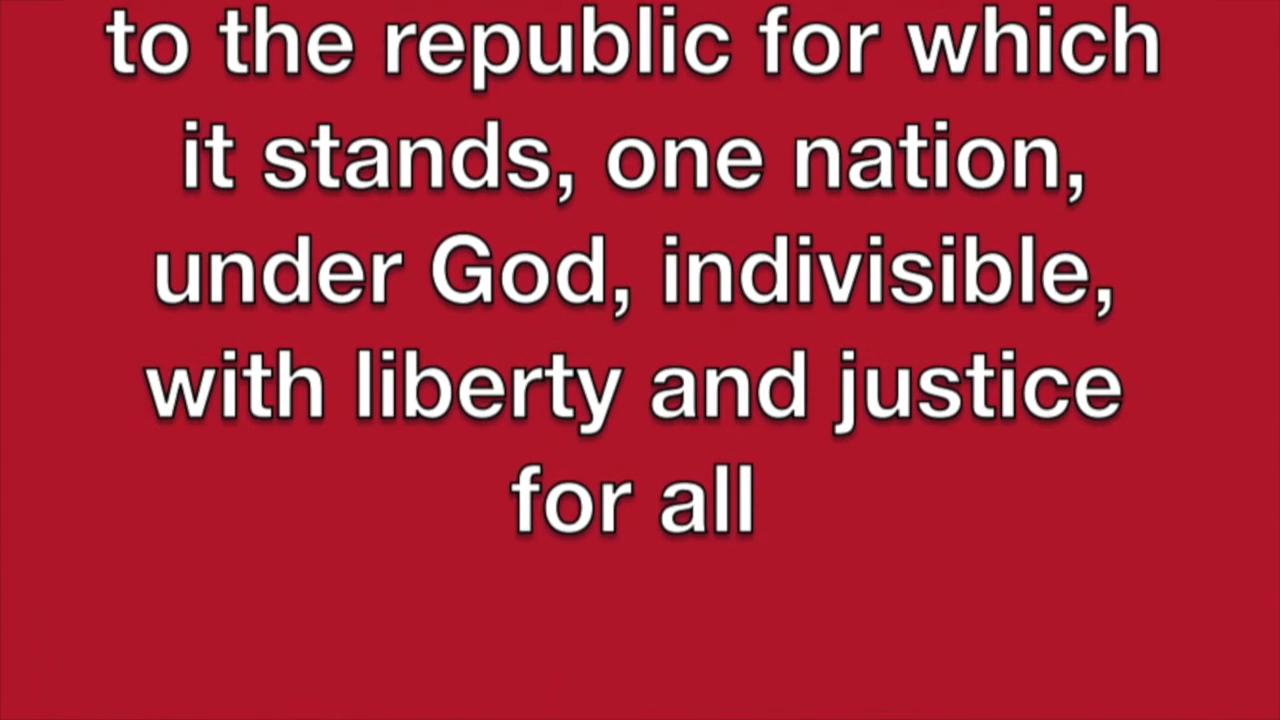 to the republic for which
it stands, one nation,
under God, indivisible,
with liberty and justice
for all